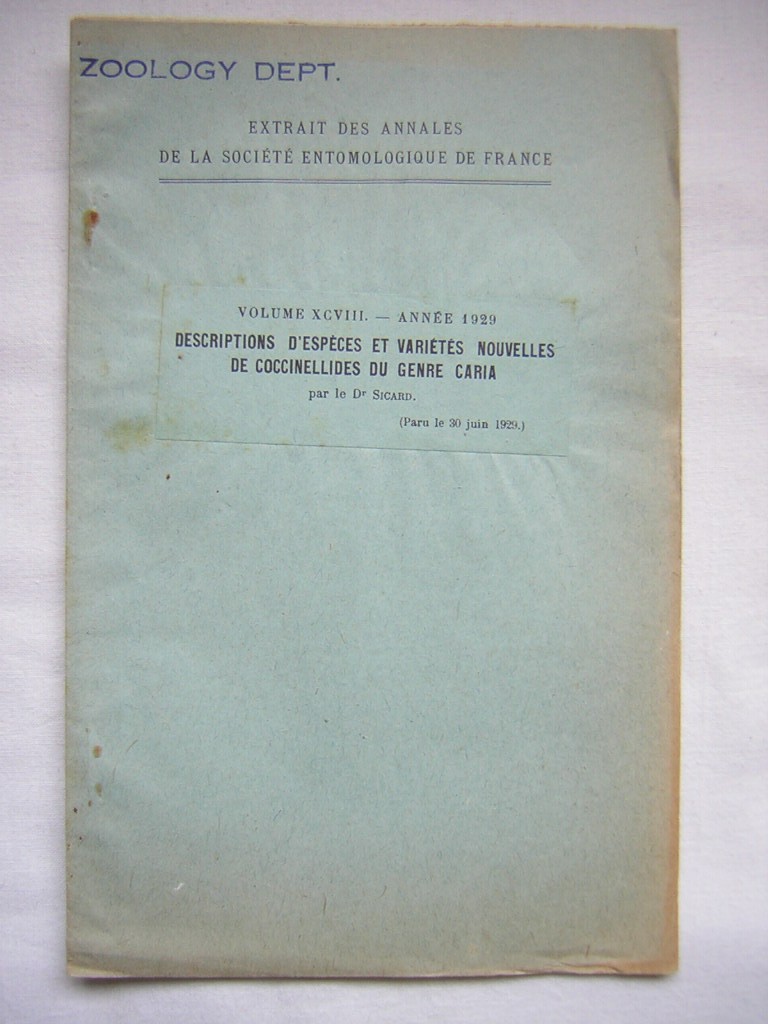 ZOOLOGY DEPT.
EXTRAIT DES ANNALES
DE LA SOCIÉTÉ ENTOMOLOGIQUE DE FRANCE
VOLUME XCVIII. — ANNÉE 1929
DESCRIPTIONS D'ESPÈCES ET VARIÉTÉS NOUVELLES
DE COCCINELLIDES DU GENRE CARIA
par le Dr SICARD.
(Paru le 30 juin 1929.)